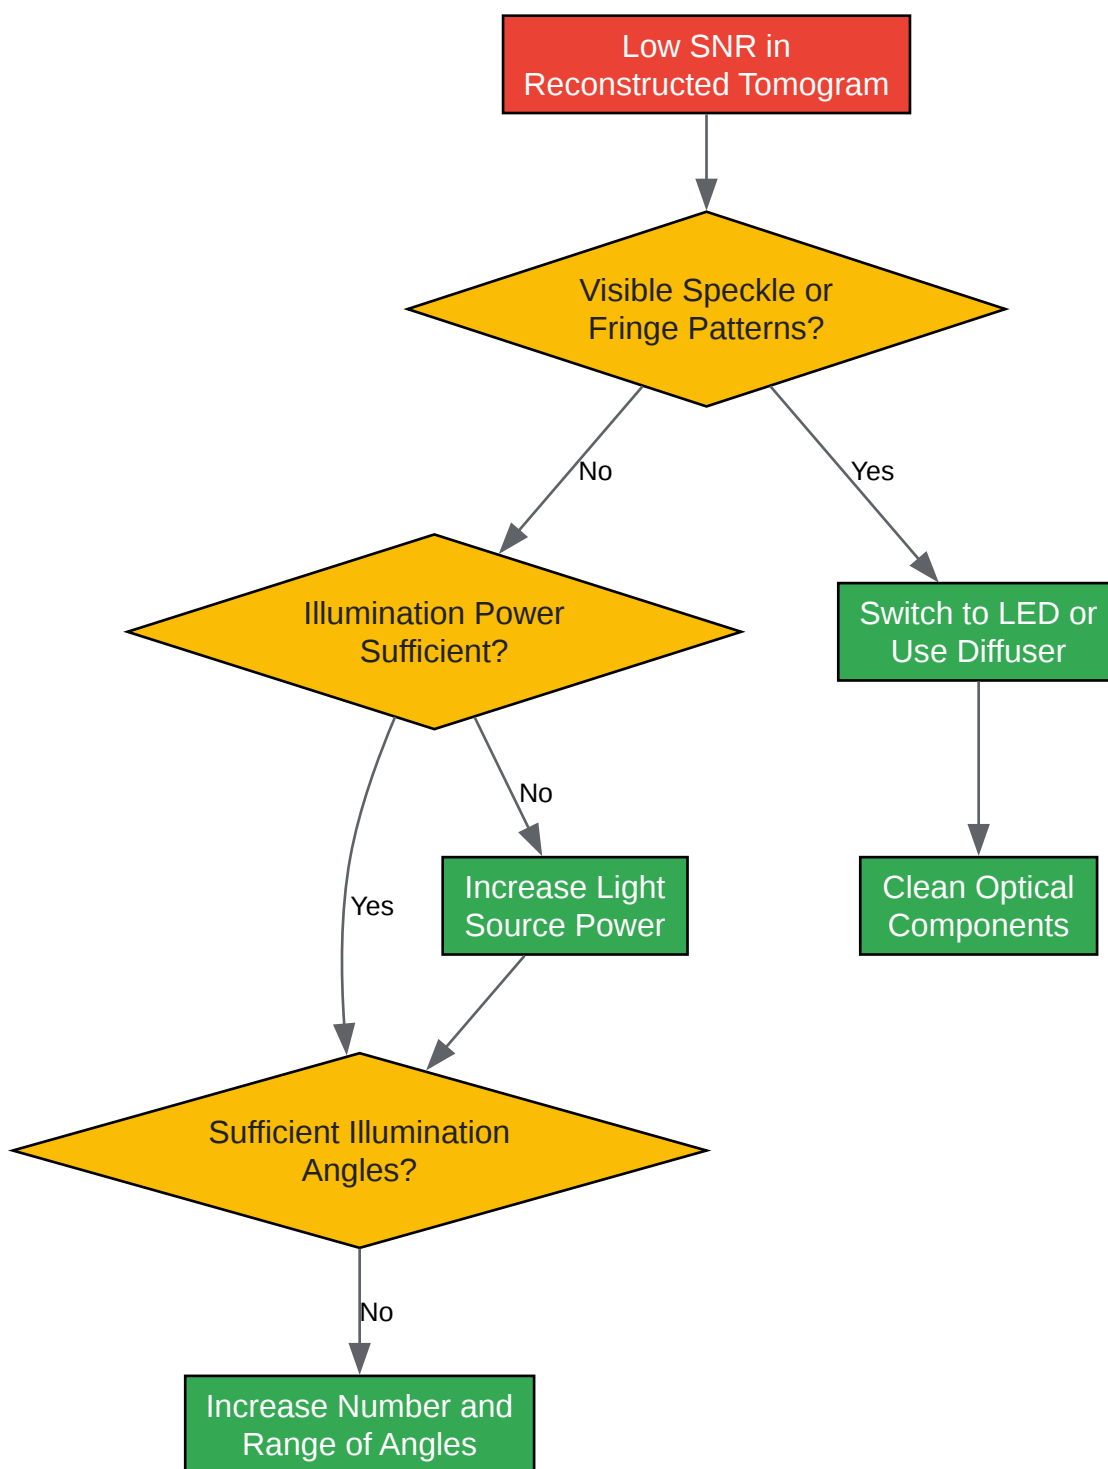 Low SNR in
Reconstructed Tomogram
Visible Speckle or
Fringe Patterns?
No
Yes
Illumination Power
Sufficient?
Switch to LED or
Use Diffuser
No
Yes
Increase Light
Source Power
Clean Optical
Components
Sufficient Illumination
Angles?
No
Increase Number and
Range of Angles